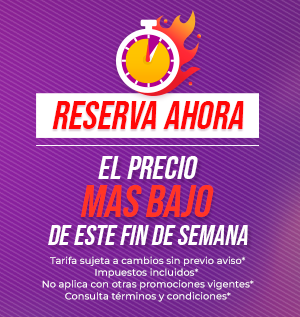 RESERVA AHORA
EL PRECIO
MAS BAJO
DE ESTE FIN DE SEMANA
Tarifa sujeta a cambios sin previo aviso*
Impuestos incluidos*
No aplica con otras promociones vigentes*
Consulta términos y condiciones*